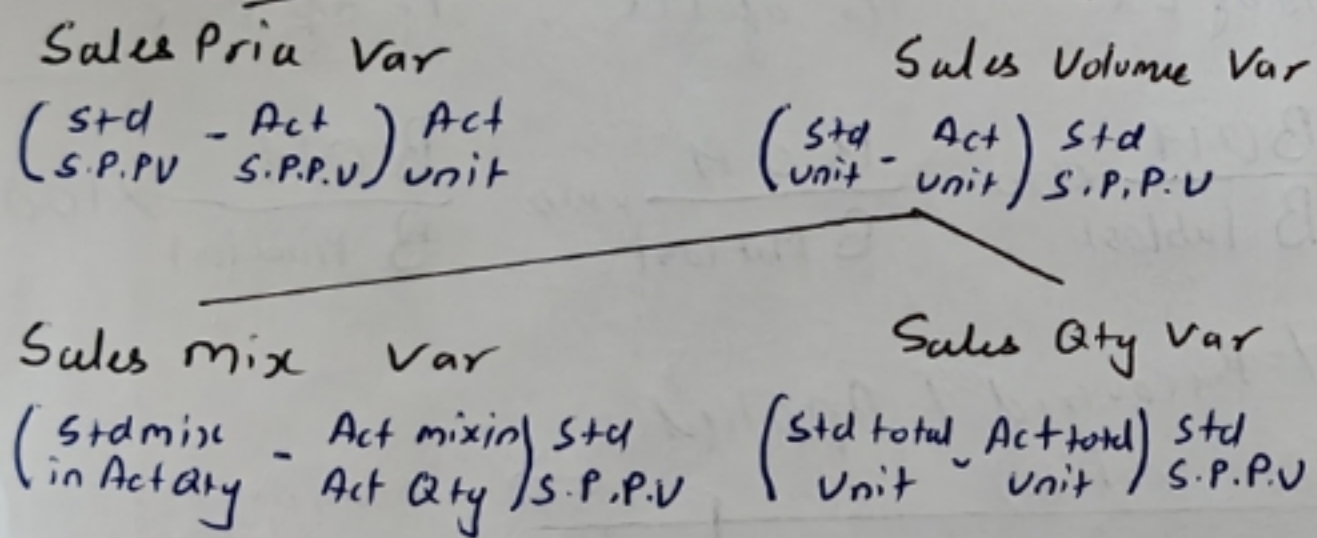 Sales Price Var
(Std S.P.PU - Act S.P.P.U) Act unit
Sales Volume Var
(Std unit - Act unit) Std S.P.P.U
Sales mix Var
(Std mix in Act Qty - Act mix in Act Qty) Std S.P.P.U
Sales Qty Var
(Std total Unit - Act total unit) Std S.P.P.U